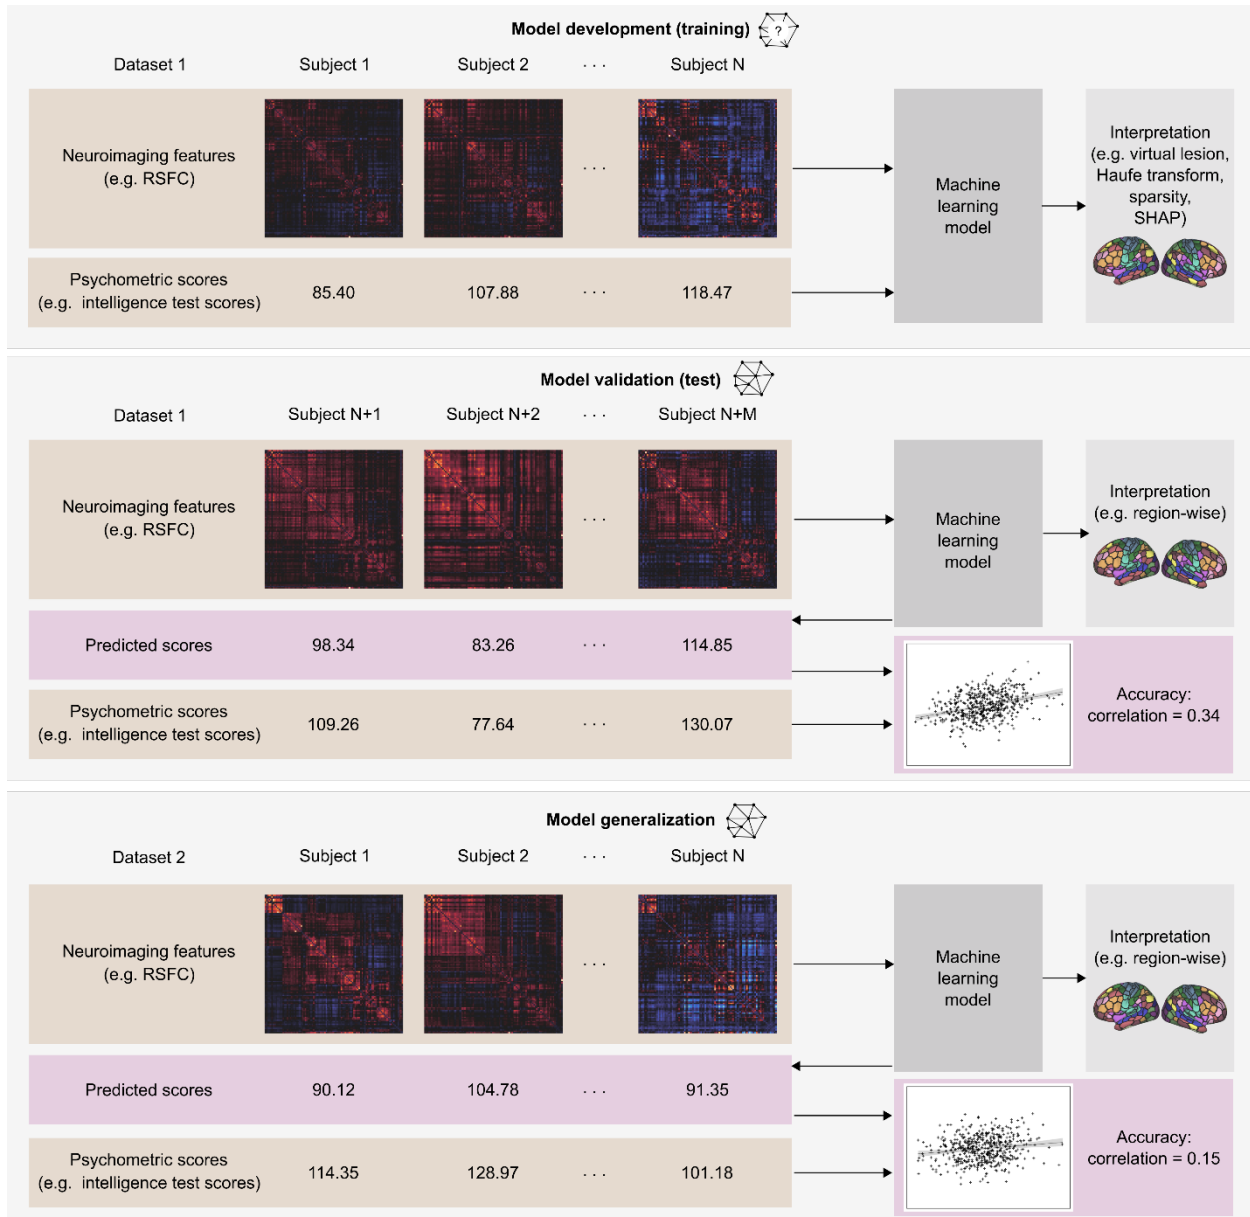 Model development (training)
?
Dataset 1 Subject 1 Subject 2 . . . Subject N
Neuroimaging features
(e.g. RSFC)
. . .
Psychometric scores
(e.g. intelligence test scores)
85.40 107.88 . . . 118.47
Machine
learning
model
Interpretation
(e.g. virtual lesion,
Haufe transform,
sparsity,
SHAP)
Model validation (test)
Dataset 1 Subject N+1 Subject N+2 . . . Subject N+M
Neuroimaging features
(e.g. RSFC)
. . .
Machine
learning
model
Interpretation
(e.g. region-wise)
Predicted scores 98.34 83.26 . . . 114.85
Psychometric scores
(e.g. intelligence test scores)
109.26 77.64 . . . 130.07
Accuracy:
correlation = 0.34
Model generalization
Dataset 2 Subject 1 Subject 2 . . . Subject N
Neuroimaging features
(e.g. RSFC)
. . .
Machine
learning
model
Interpretation
(e.g. region-wise)
Predicted scores 90.12 104.78 . . . 91.35
Psychometric scores
(e.g. intelligence test scores)
114.35 128.97 . . . 101.18
Accuracy:
correlation = 0.15